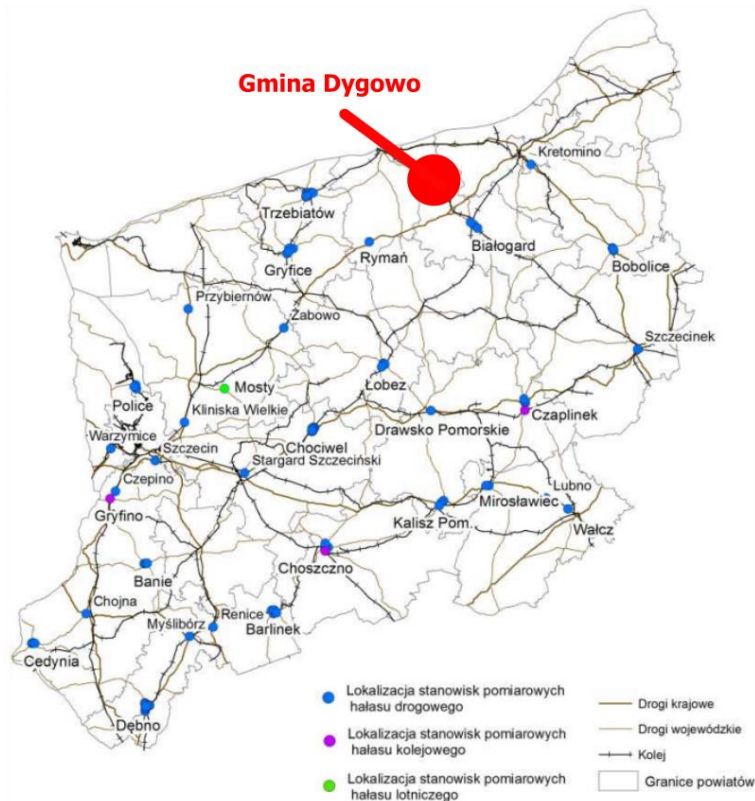 Gmina Dygowo
Kretomino
Trzebiatów
Białogard
Rymań
Gryfice
Bobolice
Przybiernów
Żabowo
Szczecinek
Łobez
Mosty
Police
Czaplinek
Kliniska Wielkie
Drawsko Pomorskie
Chociwel
Warzymice
Szczecin
Stargard Szczeciński
Czepino
Lubno
Mirosławiec
Gryfino
Kalisz Pom.
Wałcz
Choszczno
Banie
Chojna
Renice
Myślibórz
Barlinek
Cedynia
Dębno
Lokalizacja stanowisk pomiarowych
hałasu drogowego
Lokalizacja stanowisk pomiarowych
hałasu kolejowego
Lokalizacja stanowisk pomiarowych
hałasu lotniczego
Drogi krajowe
Drogi wojewódzkie
Kolej
Granice powiatów